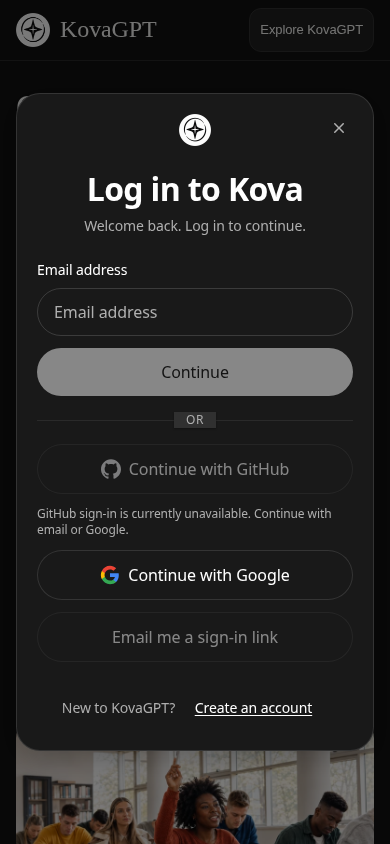 KovaGPT
Explore KovaGPT
×
Log in to Kova
Welcome back. Log in to continue.
Email address
Email address
Continue
OR
Continue with GitHub
GitHub sign-in is currently unavailable. Continue with
email or Google.
Continue with Google
Email me a sign-in link
New to KovaGPT? Create an account